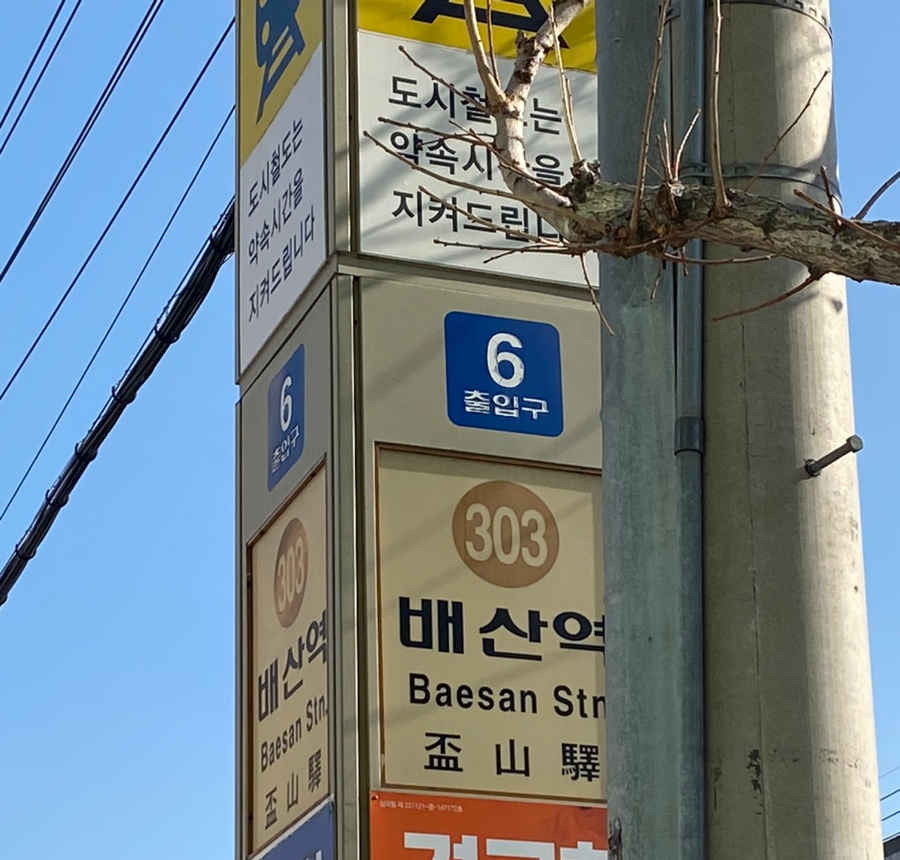 도시철도는
약속시간을
지켜드립니다
6
출입구
303
배산역
Baesan Stn.
盃山驛
도시철도는
약속시간을
지켜드립니
6
출입구
303
배산역
Baesan Stn
盃山驛